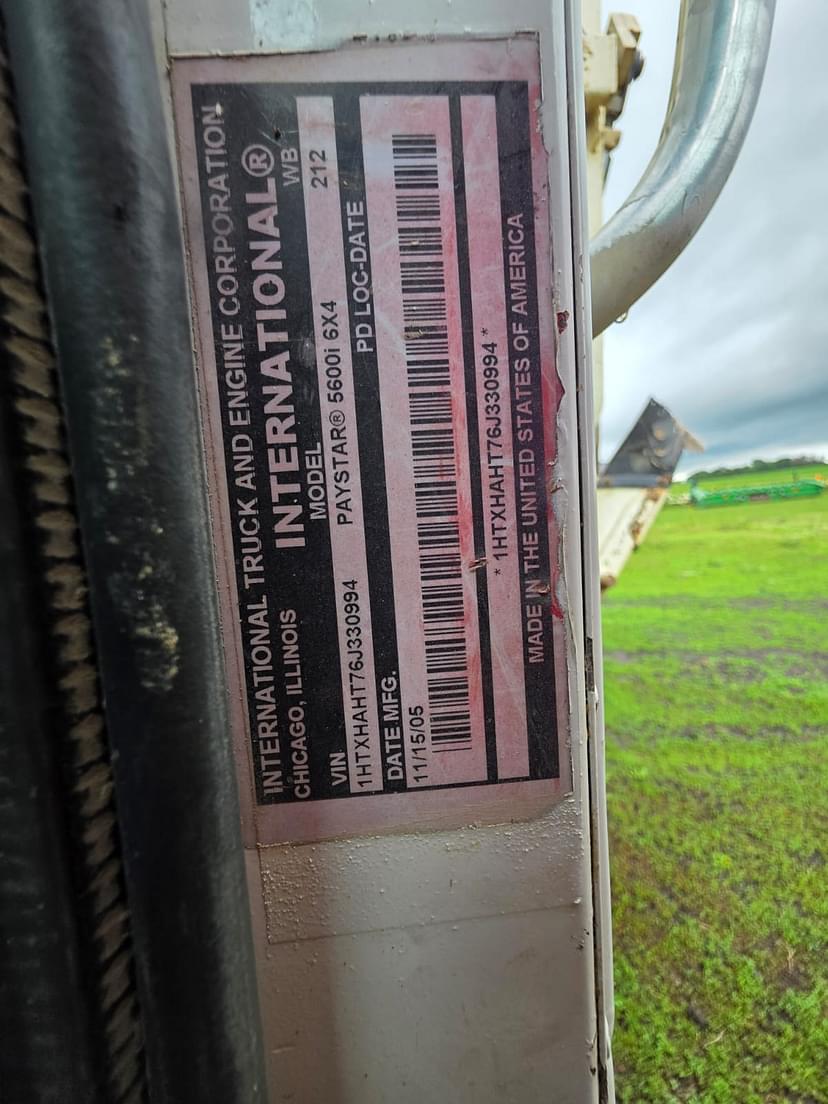 INTERNATIONAL TRUCK AND ENGINE CORPORATION
CHICAGO, ILLINOIS INTERNATIONAL®
VIN MODEL WB
1HTXHAHT76J330994 PAYSTAR® 5600i 6X4 212
DATE MFG. PD LOC-DATE
11/15/05
* 1HTXHAHT76J330994 *
MADE IN THE UNITED STATES OF AMERICA